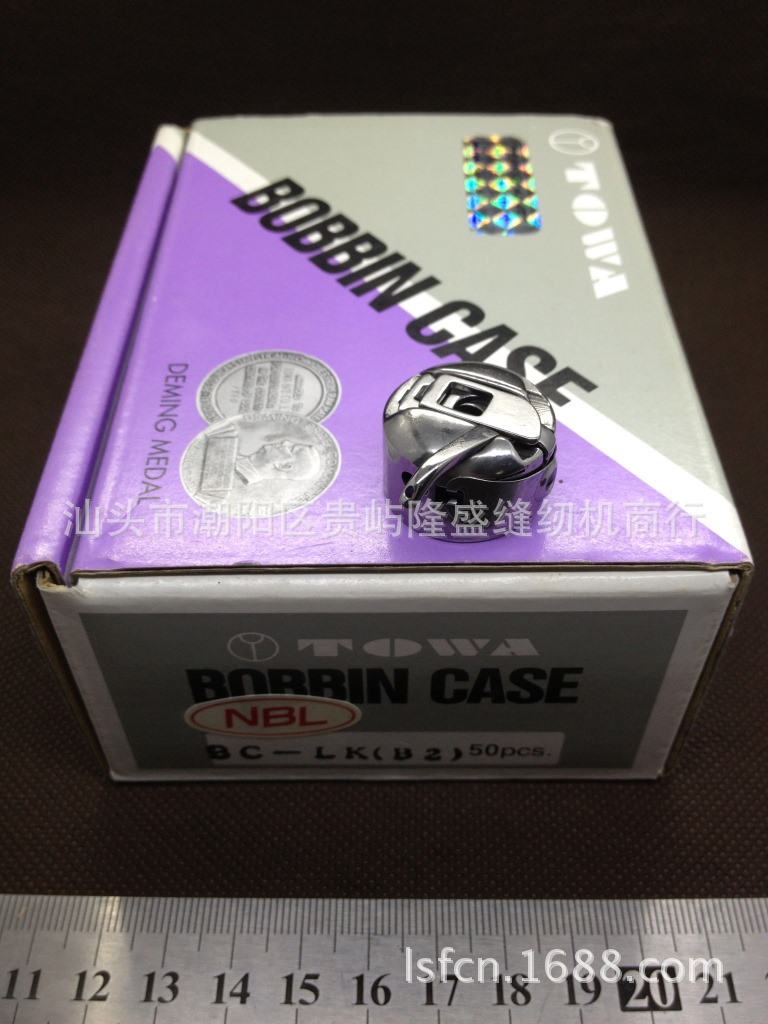 TOWA
BOBBIN CASE
DEMING MEDAL
汕头市潮阳区贵屿隆盛缝纫机商行
TOWA
BOBBIN CASE
NBL
BC-LK(B2) 50pcs.
lsfcn.1688.com
11 12 13 14 15 16 17 18 19 20 21